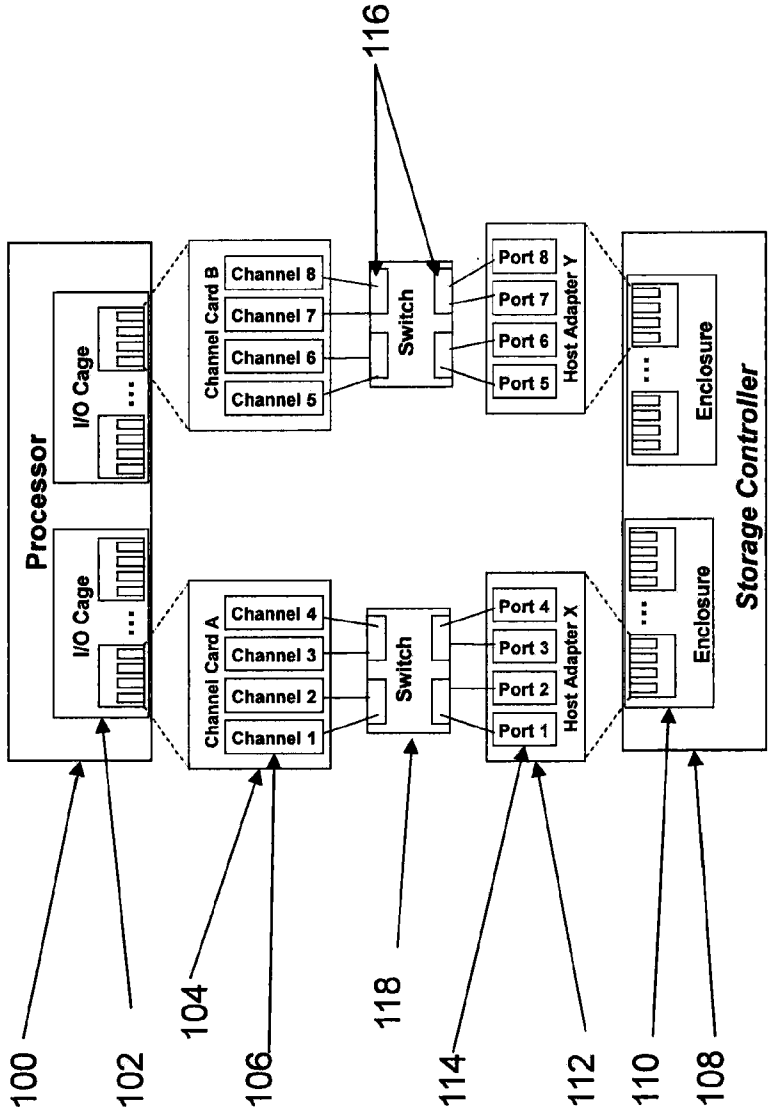 Processor
I/O Cage
I/O Cage
...
...
Channel Card A
Channel 1
Channel 2
Channel 3
Channel 4
Channel Card B
Channel 5
Channel 6
Channel 7
Channel 8
Switch
Switch
Port 1
Port 2
Port 3
Port 4
Host Adapter X
Port 5
Port 6
Port 7
Port 8
Host Adapter Y
...
...
Enclosure
Enclosure
Storage Controller
100
102
104
106
118
114
112
110
108
116